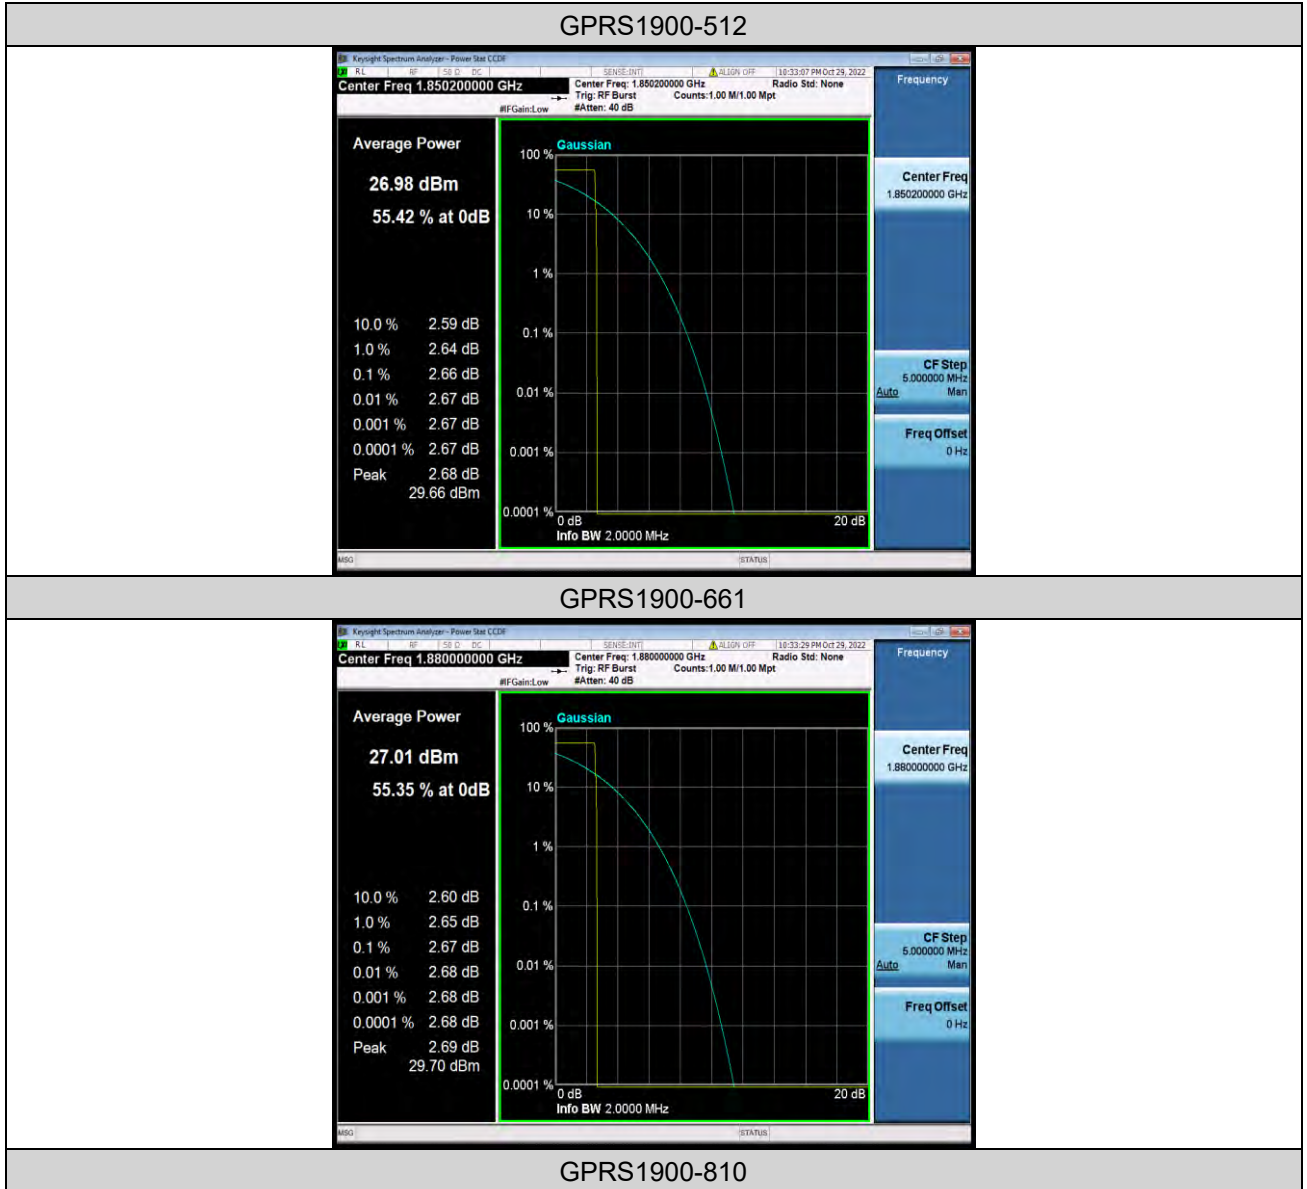 GPRS1900-512
Keysight Spectrum Analyzer - Power Stat CCDF
RL RF 50 Ω DC SENSE:INT ALIGN OFF 10:33:07 PM Oct 29, 2022
Center Freq 1.850200000 GHz
Center Freq: 1.850200000 GHz Radio Std: None
Trig: RF Burst Counts:1.00 M/1.00 Mpt
#IFGain:Low #Atten: 40 dB
Frequency
Average Power
26.98 dBm
55.42 % at 0dB
10.0 % 2.59 dB
1.0 % 2.64 dB
0.1 % 2.66 dB
0.01 % 2.67 dB
0.001 % 2.67 dB
0.0001 % 2.67 dB
Peak 2.68 dB
29.66 dBm
Gaussian
100 %
10 %
1 %
0.1 %
0.01 %
0.001 %
0.0001 %
0 dB 20 dB
Info BW 2.0000 MHz
Center Freq
1.850200000 GHz
CF Step
5.000000 MHz
Auto Man
Freq Offset
0 Hz
MSG STATUS
GPRS1900-661
Keysight Spectrum Analyzer - Power Stat CCDF
RL RF 50 Ω DC SENSE:INT ALIGN OFF 10:33:29 PM Oct 29, 2022
Center Freq 1.880000000 GHz
Center Freq: 1.880000000 GHz Radio Std: None
Trig: RF Burst Counts:1.00 M/1.00 Mpt
#IFGain:Low #Atten: 40 dB
Frequency
Average Power
27.01 dBm
55.35 % at 0dB
10.0 % 2.60 dB
1.0 % 2.65 dB
0.1 % 2.67 dB
0.01 % 2.68 dB
0.001 % 2.68 dB
0.0001 % 2.68 dB
Peak 2.69 dB
29.70 dBm
Gaussian
100 %
10 %
1 %
0.1 %
0.01 %
0.001 %
0.0001 %
0 dB 20 dB
Info BW 2.0000 MHz
Center Freq
1.880000000 GHz
CF Step
5.000000 MHz
Auto Man
Freq Offset
0 Hz
MSG STATUS
GPRS1900-810